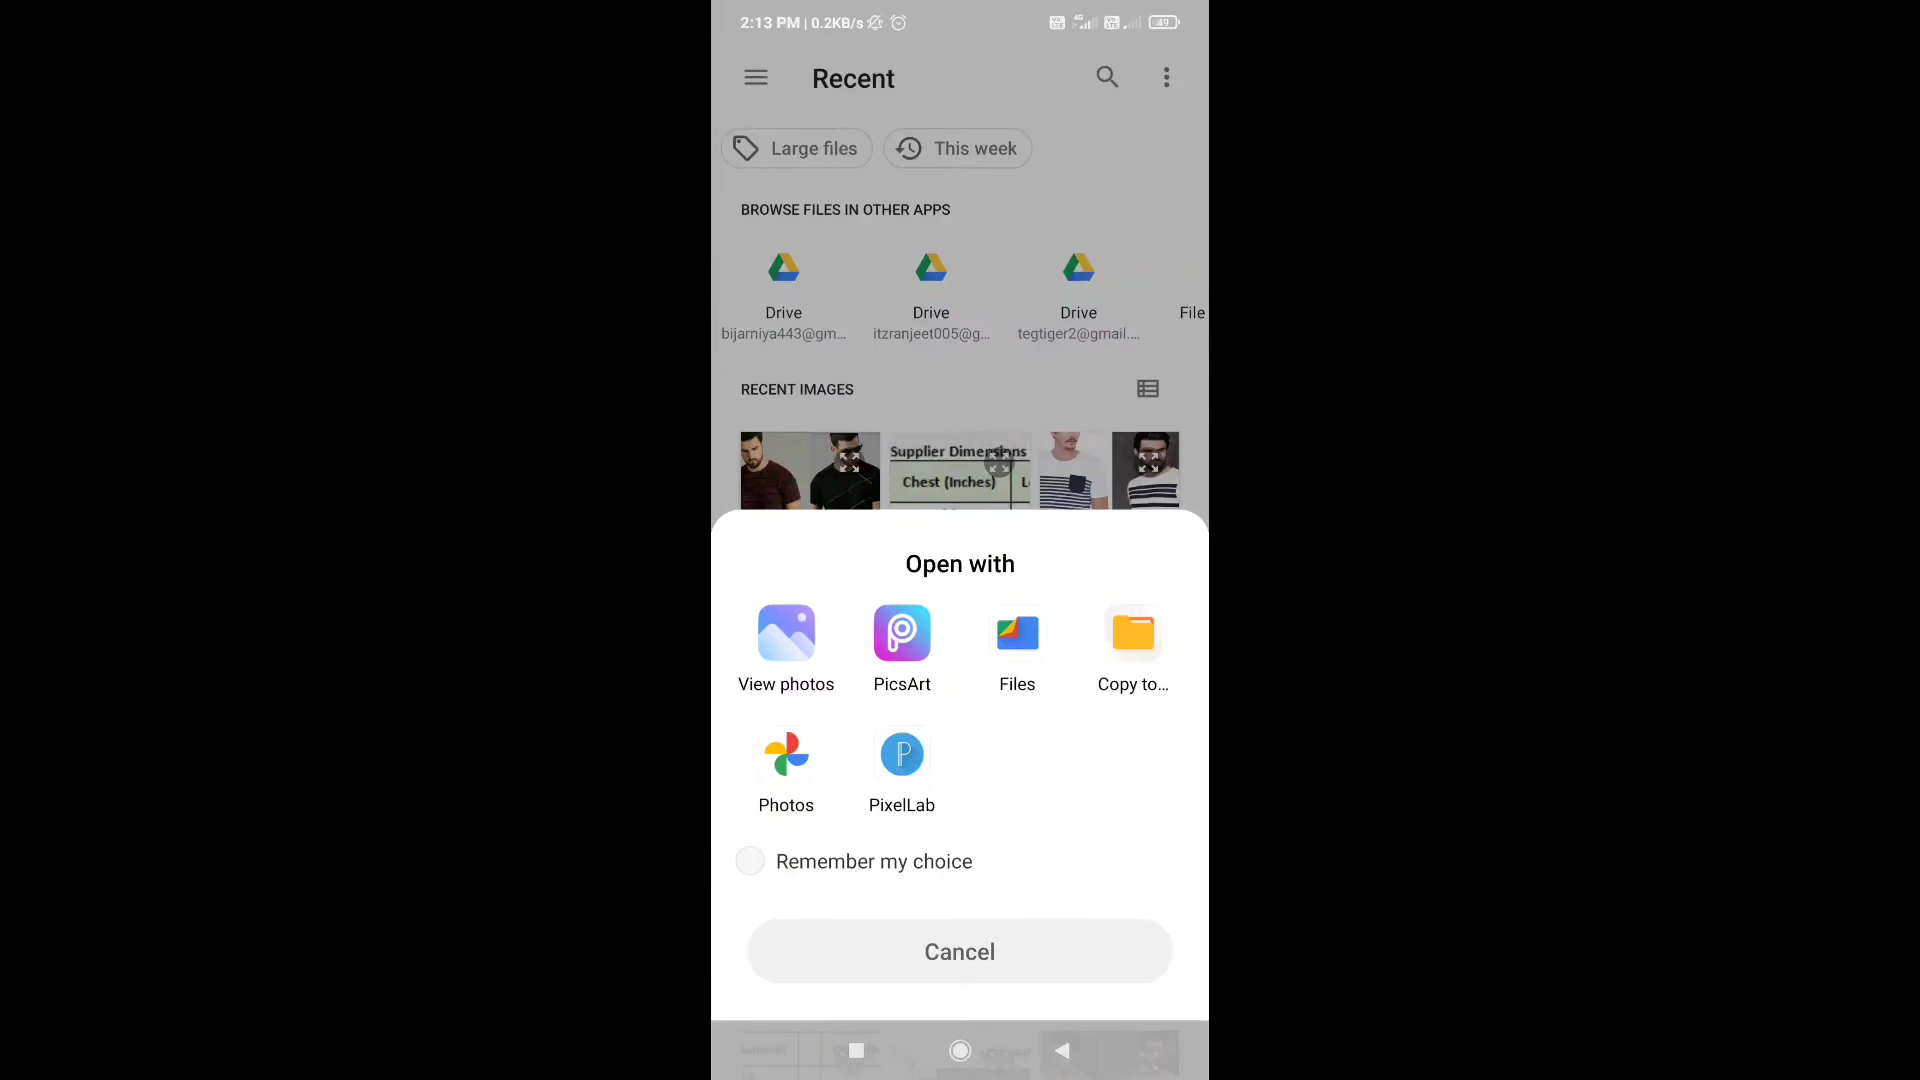 2:13 PM | 0.2KB/s
4G
49
Recent
Large files
This week
BROWSE FILES IN OTHER APPS
Drive
bijarniya443@gm...
Drive
itzranjeet005@g...
Drive
tegtiger2@gmail....
File
RECENT IMAGES
Supplier Dimensions
Chest (Inches)
Open with
View photos
PicsArt
Files
Copy to...
Photos
PixelLab
Remember my choice
Cancel